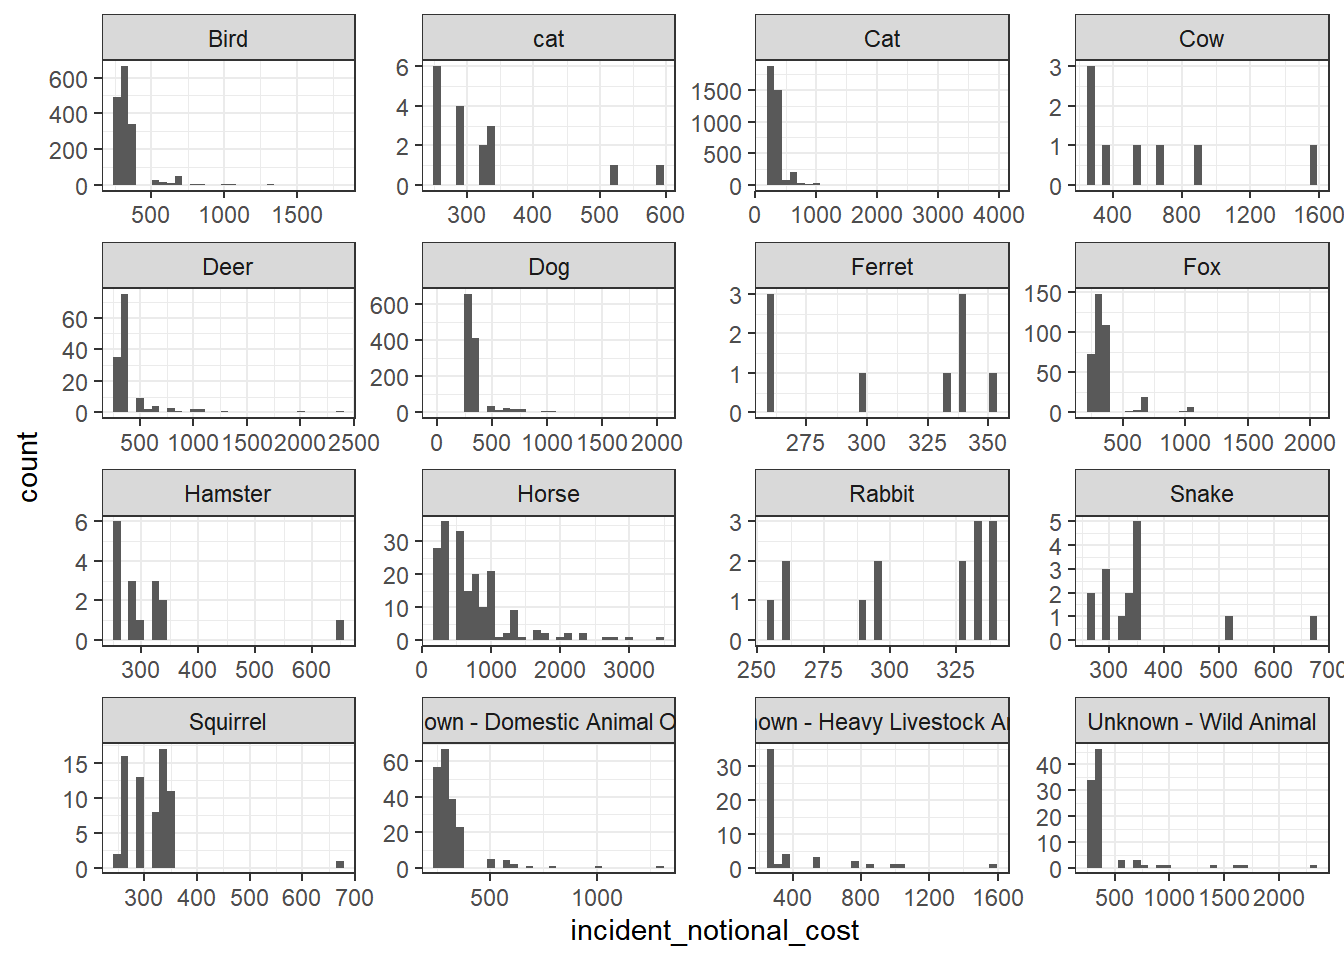 Bird cat Cat Cow
600 400 200 0
6 4 2 0
1500 1000 500 0
3 2 1 0
500 1000 1500
300 400 500 600
0 1000 2000 3000 4000
400 800 1200 1600
Deer Dog Ferret Fox
60 40 20 0
600 400 200 0
3 2 1 0
150 100 50 0
500 1000 1500 2000 2500
0 500 1000 1500 2000
275 300 325 350
500 1000 1500 2000
count
Hamster Horse Rabbit Snake
6 4 2 0
30 20 10 0
3 2 1 0
5 4 3 2 1 0
300 400 500 600
0 1000 2000 3000
250 275 300 325
300 400 500 600 700
Squirrel own - Domestic Animal O nown - Heavy Livestock A Unknown - Wild Animal
15 10 5 0
60 40 20 0
30 20 10 0
40 30 20 10 0
300 400 500 600 700
500 1000
400 800 1200 1600
500 1000 1500 2000
incident_notional_cost